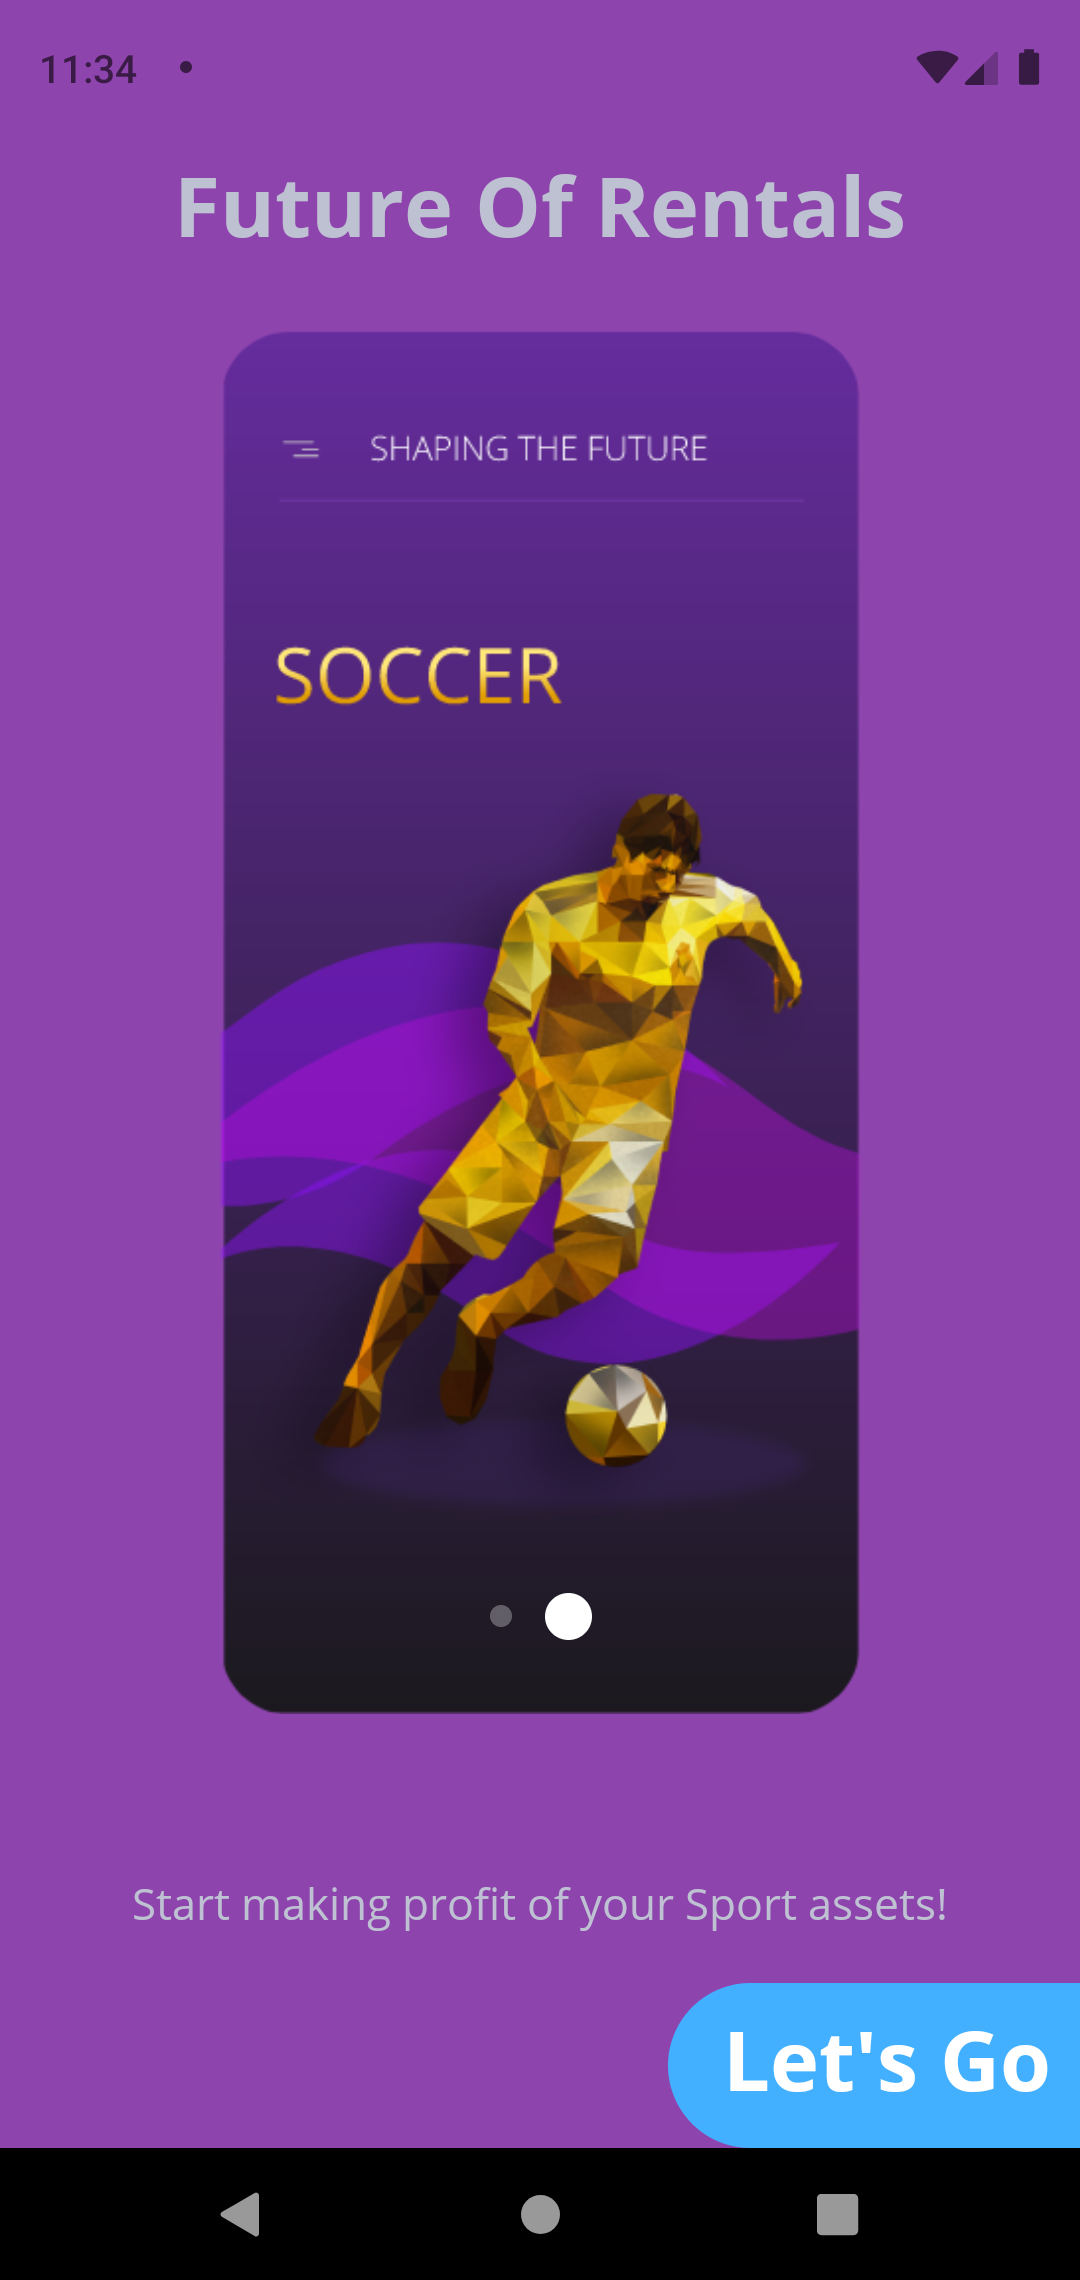 11:34
Future Of Rentals
SHAPING THE FUTURE
SOCCER
Start making profit of your Sport assets!
Let's Go